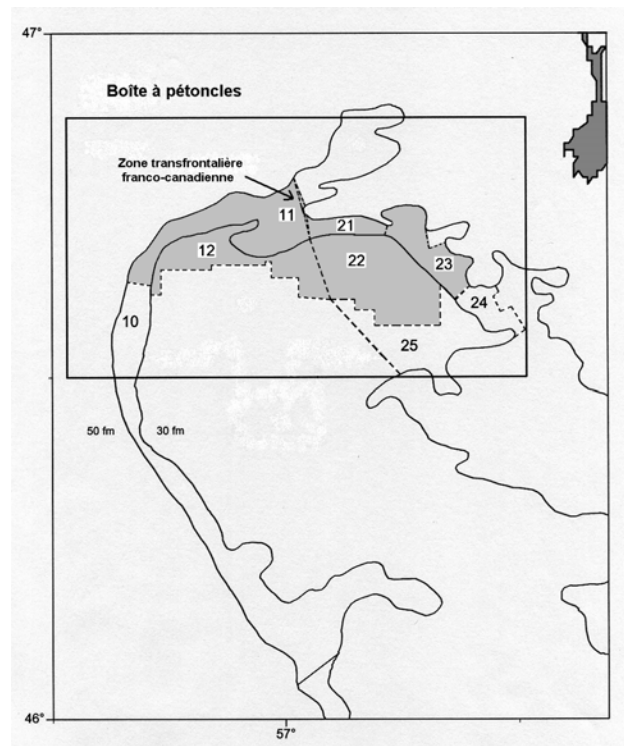 47°
Boîte à pétoncles
Zone transfrontalière
franco-canadienne
11
21
12
22
23
24
10
25
50 fm
30 fm
46°
57°